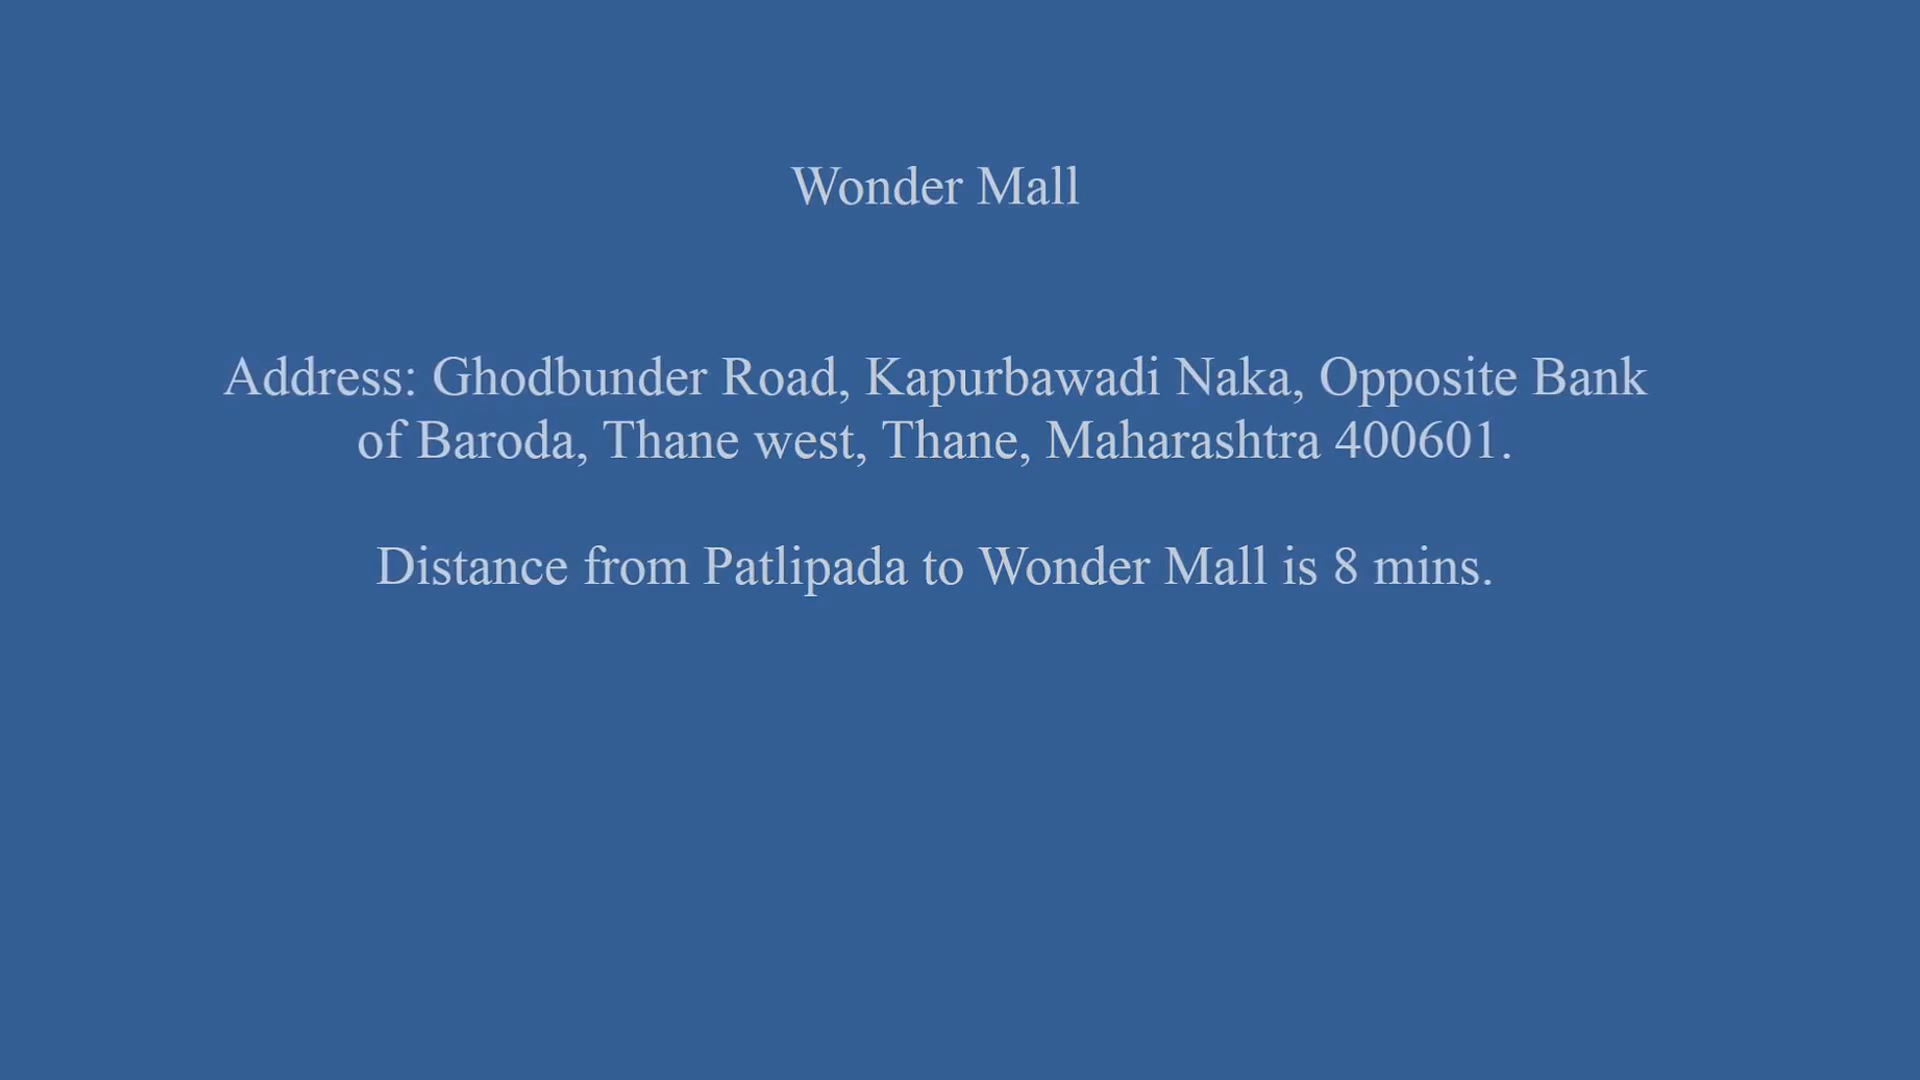 Wonder Mall
Address: Ghodbunder Road, Kapurbawadi Naka, Opposite Bank
of Baroda, Thane west, Thane, Maharashtra 400601.
Distance from Patlipada to Wonder Mall is 8 mins.